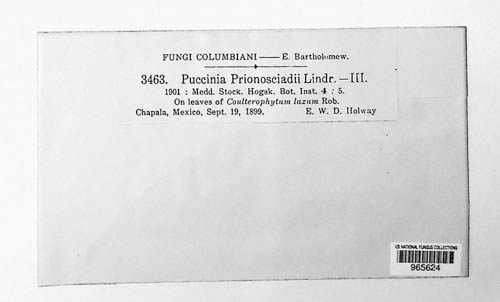 FUNGI COLUMBIANI — E. Bartholomew.
3463. Puccinia Prionosciadii Lindr. — III.
1901 : Medd. Stock. Hogsk. Bot. Inst. 4 : 5.
On leaves of Coulterophytum laxum Rob.
Chapala, Mexico, Sept. 19, 1899. E. W. D. Holway
US NATIONAL FUNGUS COLLECTIONS
965624